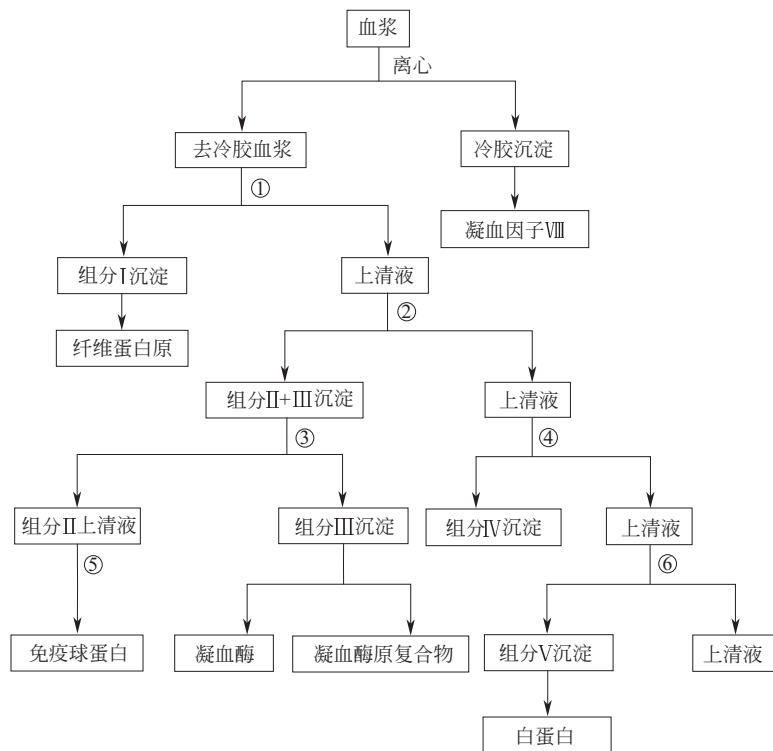 血浆
离心
去冷胶血浆
冷胶沉淀
①
凝血因子Ⅷ
组分Ⅰ沉淀
上清液
②
纤维蛋白原
组分Ⅱ+Ⅲ沉淀
上清液
③
④
组分Ⅱ上清液
组分Ⅲ沉淀
组分Ⅳ沉淀
上清液
⑤
⑥
免疫球蛋白
凝血酶
凝血酶原复合物
组分Ⅴ沉淀
上清液
白蛋白